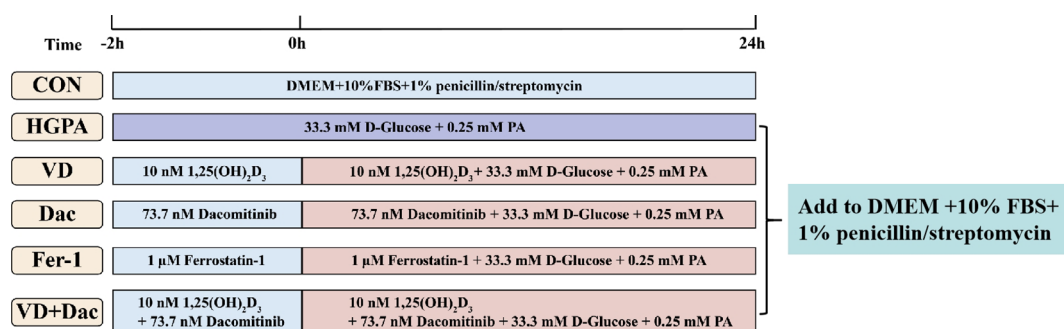 Time -2h 0h 24h
CON DMEM+10%FBS+1% penicillin/streptomycin
HGPA 33.3 mM D-Glucose + 0.25 mM PA
VD 10 nM 1,25(OH)₂D₃ 10 nM 1,25(OH)₂D₃+ 33.3 mM D-Glucose + 0.25 mM PA
Dac 73.7 nM Dacomitinib 73.7 nM Dacomitinib + 33.3 mM D-Glucose + 0.25 mM PA
Fer-1 1 μM Ferrostatin-1 1 μM Ferrostatin-1 + 33.3 mM D-Glucose + 0.25 mM PA
VD+Dac
10 nM 1,25(OH)₂D₃
+ 73.7 nM Dacomitinib
10 nM 1,25(OH)₂D₃
+ 73.7 nM Dacomitinib + 33.3 mM D-Glucose + 0.25 mM PA
Add to DMEM +10% FBS+
1% penicillin/streptomycin